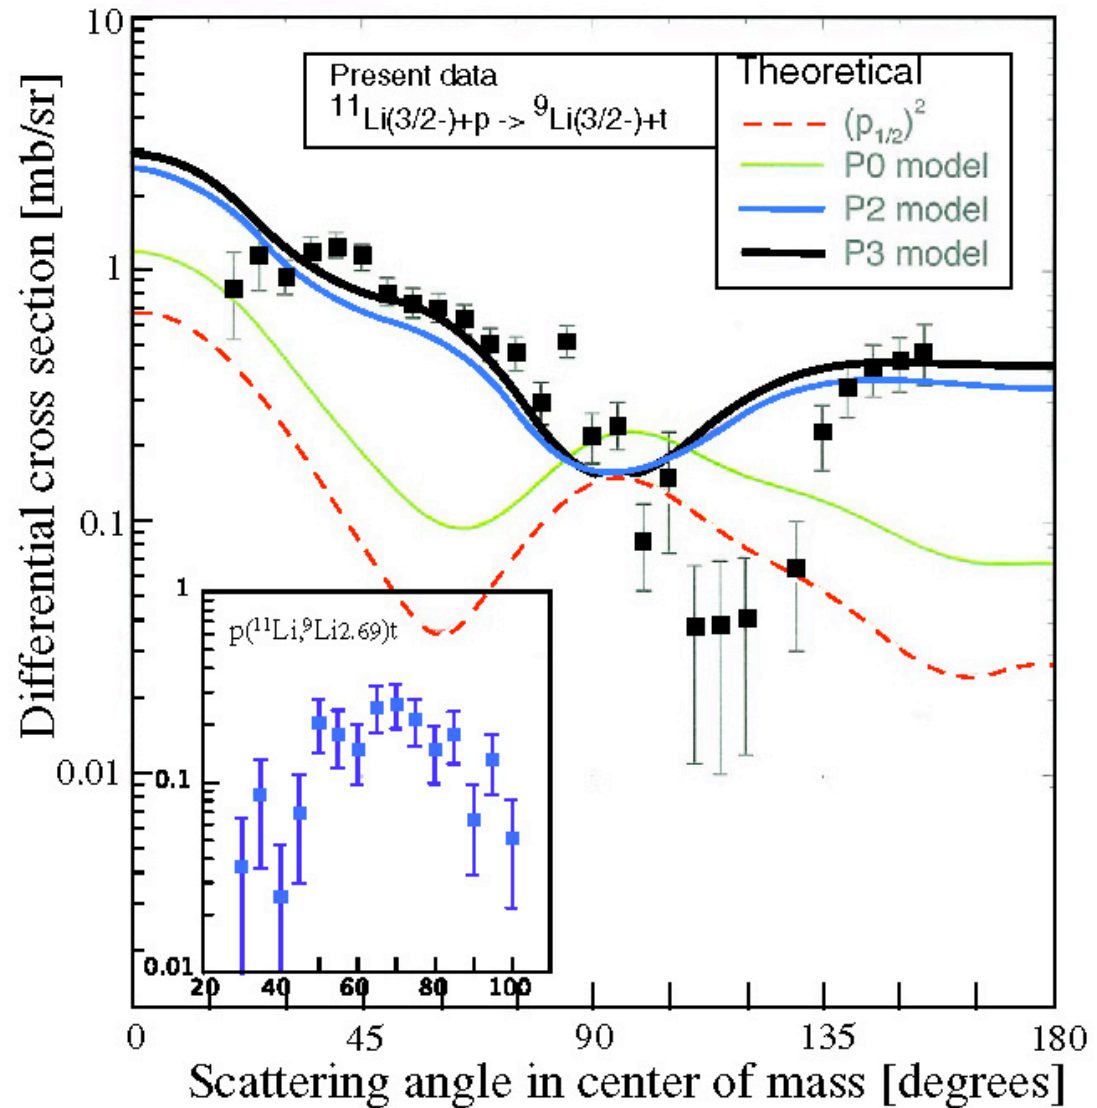 10
1
0.1
0.01
Differential cross section [mb/sr]
Present data
¹¹Li(3/2-)+p -> ⁹Li(3/2-)+t
Theoretical
(p₁/₂)²
P0 model
P2 model
P3 model
1
0.1
0.01
p(¹¹Li,⁹Li2.69)t
20 40 60 80 100
0 45 90 135 180
Scattering angle in center of mass [degrees]